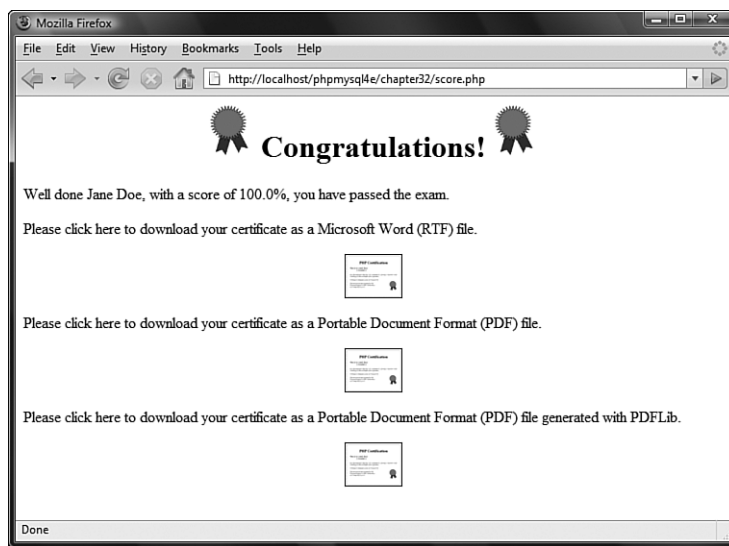 Mozilla Firefox
File Edit View History Bookmarks Tools Help
http://localhost/phpmysql4e/chapter32/score.php
Congratulations!
Well done Jane Doe, with a score of 100.0%, you have passed the exam.
Please click here to download your certificate as a Microsoft Word (RTF) file.
PHP Certification
Please click here to download your certificate as a Portable Document Format (PDF) file.
PHP Certification
Please click here to download your certificate as a Portable Document Format (PDF) file generated with PDFLib.
PHP Certification
Done